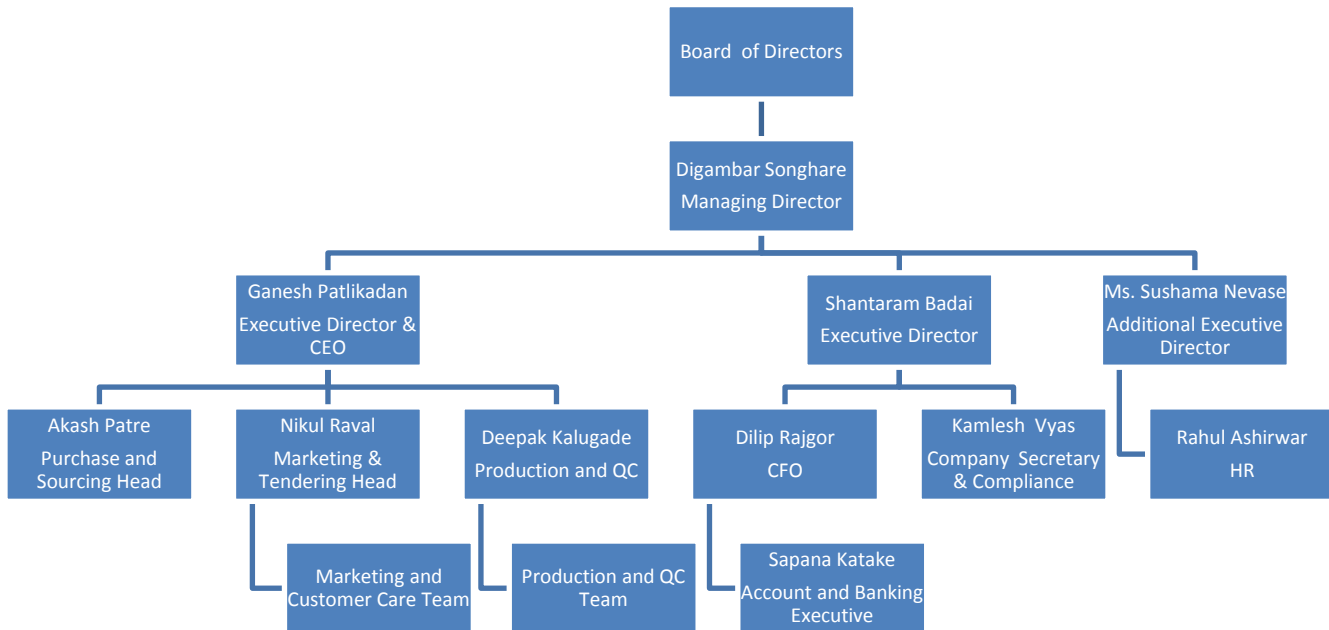 Board of Directors
Digambar Songhare
Managing Director
Ganesh Patlikadan
Executive Director &
CEO
Shantaram Badai
Executive Director
Ms. Sushama Nevase
Additional Executive
Director
Akash Patre
Purchase and
Sourcing Head
Nikul Raval
Marketing &
Tendering Head
Deepak Kalugade
Production and QC
Dilip Rajgor
CFO
Kamlesh Vyas
Company Secretary
& Compliance
Rahul Ashirwar
HR
Marketing and
Customer Care Team
Production and QC
Team
Sapana Katake
Account and Banking
Executive